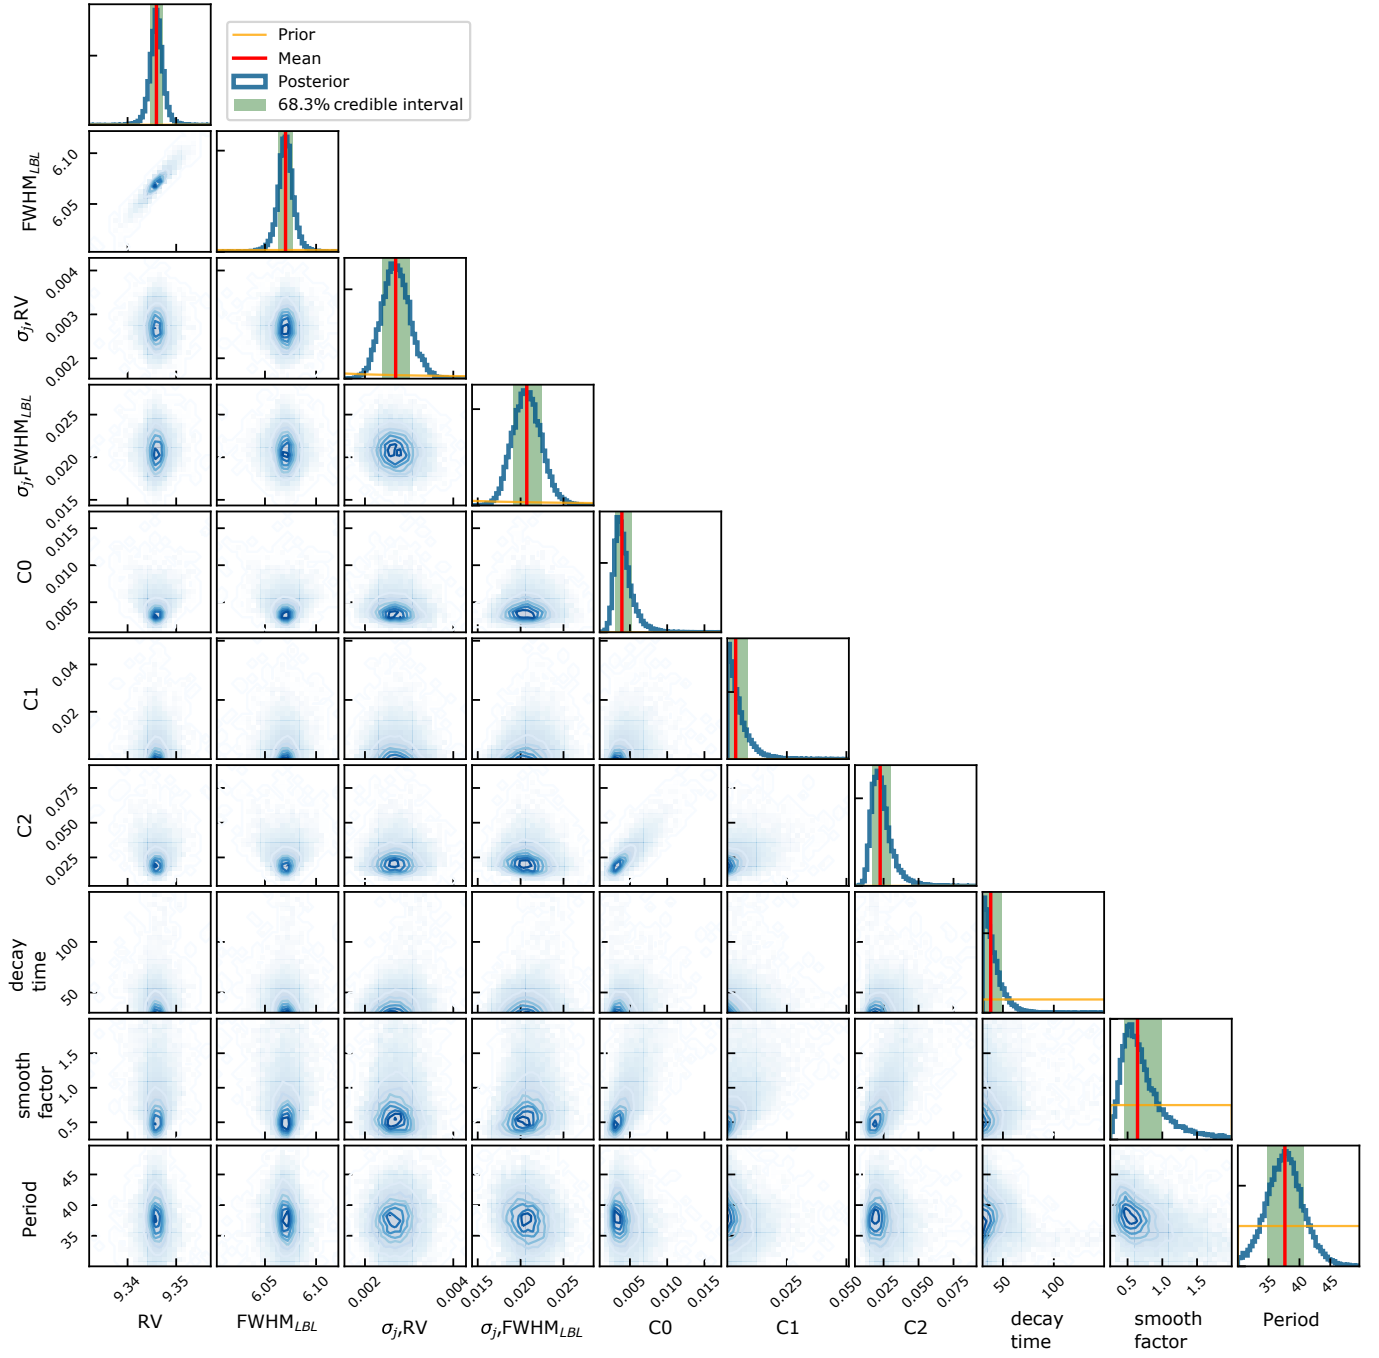 Prior
Mean
Posterior
68.3% credible interval
FWHM_LBL
6.10
6.05
σ_j,RV
0.004
0.003
0.002
σ_j,FWHM_LBL
0.025
0.020
0.015
C0
0.015
0.010
0.005
C1
0.04
0.02
C2
0.075
0.050
0.025
decay
time
100
50
smooth
factor
1.5
1.0
0.5
Period
45
40
35
9.34 9.35 6.05 6.10 0.002 0.004 0.015 0.020 0.025 0.005 0.010 0.015 0.025 0.050 0.025 0.050 0.075 50 100 0.5 1.0 1.5 35 40 45
RV FWHM_LBL σ_j,RV σ_j,FWHM_LBL C0 C1 C2 decay time smooth factor Period